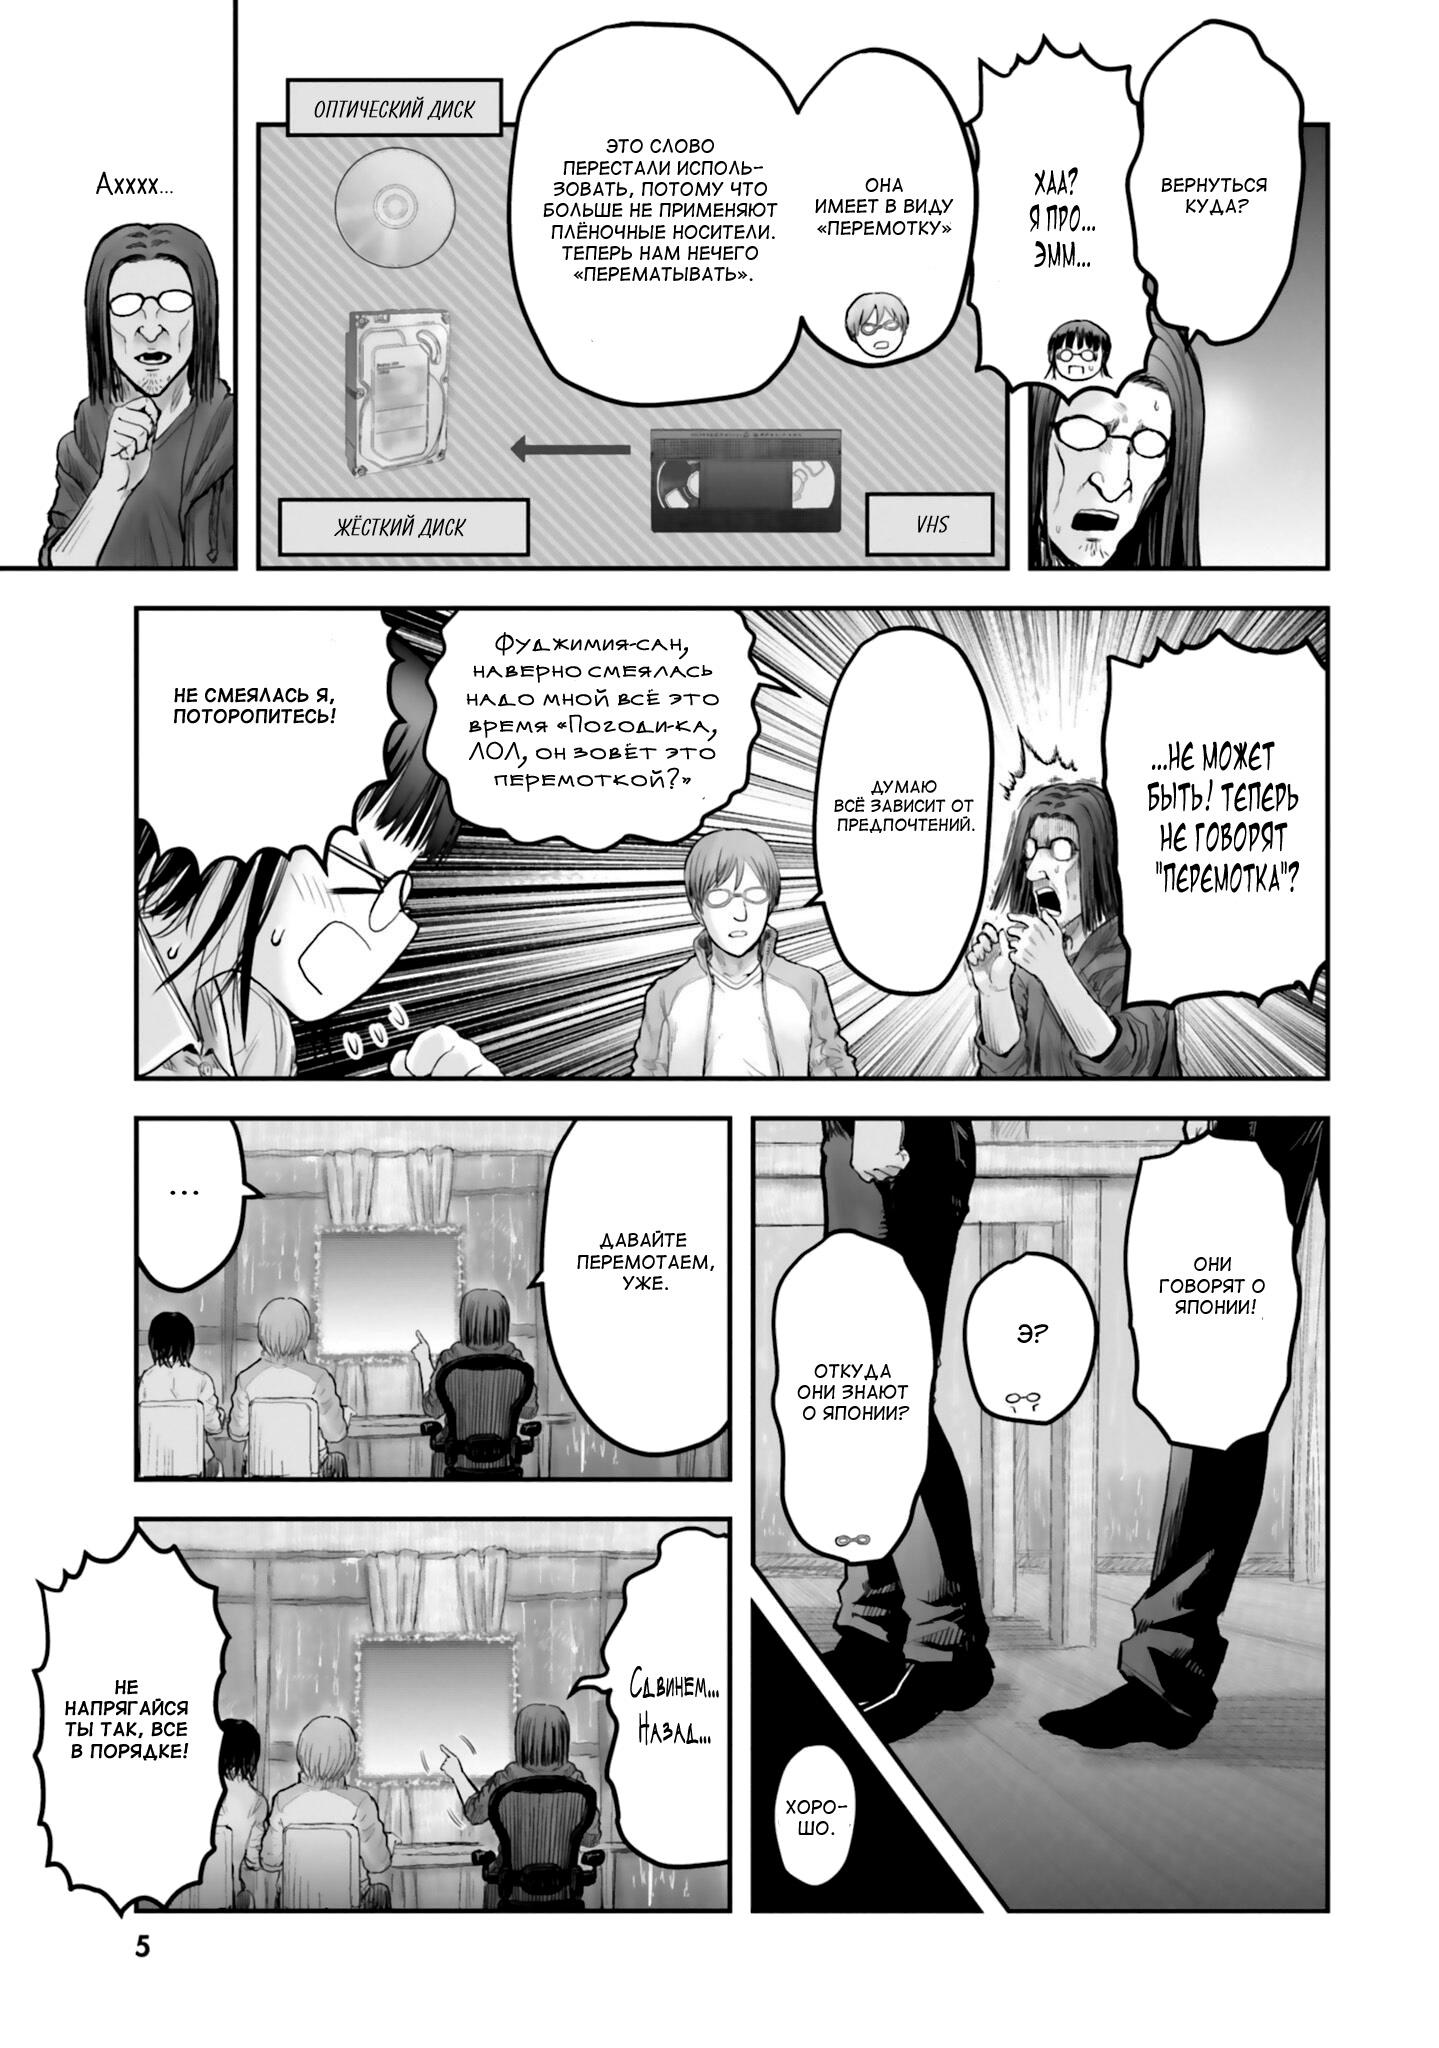 ВЕРНУТЬСЯ
КУДА?
ХАА?
Я ПРО...
ЭММ...
ОНА
ИМЕЕТ В ВИДУ
«ПЕРЕМОТКУ»
ЭТО СЛОВО
ПЕРЕСТАЛИ ИСПОЛЬ-
ЗОВАТЬ, ПОТОМУ ЧТО
БОЛЬШЕ НЕ ПРИМЕНЯЮТ
ПЛЁНОЧНЫЕ НОСИТЕЛИ.
ТЕПЕРЬ НАМ НЕЧЕГО
«ПЕРЕМАТЫВАТЬ».
ОПТИЧЕСКИЙ ДИСК
VHS
ЖЁСТКИЙ ДИСК
Ахххх...
...НЕ МОЖЕТ
БЫТЬ! ТЕПЕРЬ
НЕ ГОВОРЯТ
"ПЕРЕМОТКА"?
ДУМАЮ
ВСЁ ЗАВИСИТ ОТ
ПРЕДПОЧТЕНИЙ.
ФУДЖИМИЯ-САН,
НАВЕРНО СМЕЯЛАСЬ
НАДО МНОЙ ВСЁ ЭТО
ВРЕМЯ «ПОГОДИ-КА,
ЛОЛ, ОН ЗОВЁТ ЭТО
ПЕРЕМОТКОЙ?»
НЕ СМЕЯЛАСЬ Я,
ПОТОРОПИТЕСЬ!
ОНИ
ГОВОРЯТ О
ЯПОНИИ!
Э?
ОТКУДА
ОНИ ЗНАЮТ
О ЯПОНИИ?
ХОРО-
ШО.
ДАВАЙТЕ
ПЕРЕМОТАЕМ,
УЖЕ.
...
СДВИНЕМ...
НАЗАД...
НЕ
НАПРЯГАЙСЯ
ТЫ ТАК, ВСЕ
В ПОРЯДКЕ!
5